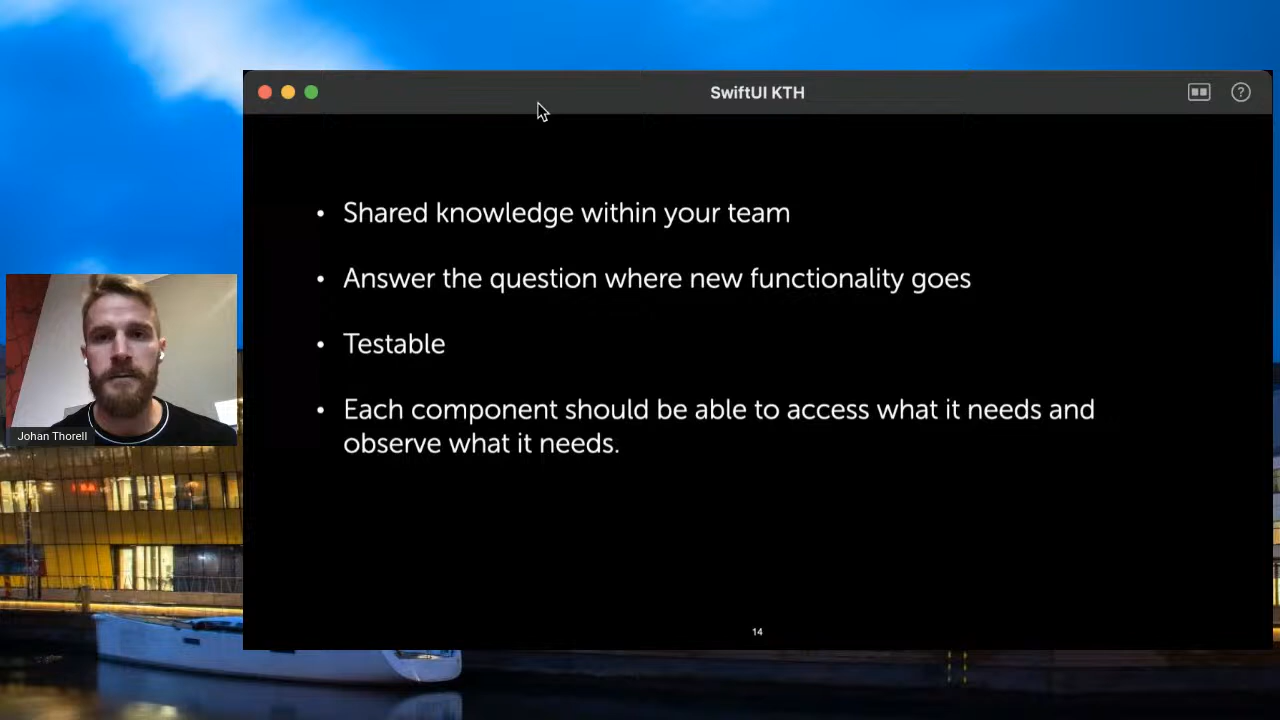 SwiftUI KTH
• Shared knowledge within your team
• Answer the question where new functionality goes
• Testable
• Each component should be able to access what it needs and
observe what it needs.
Johan Thorell
14